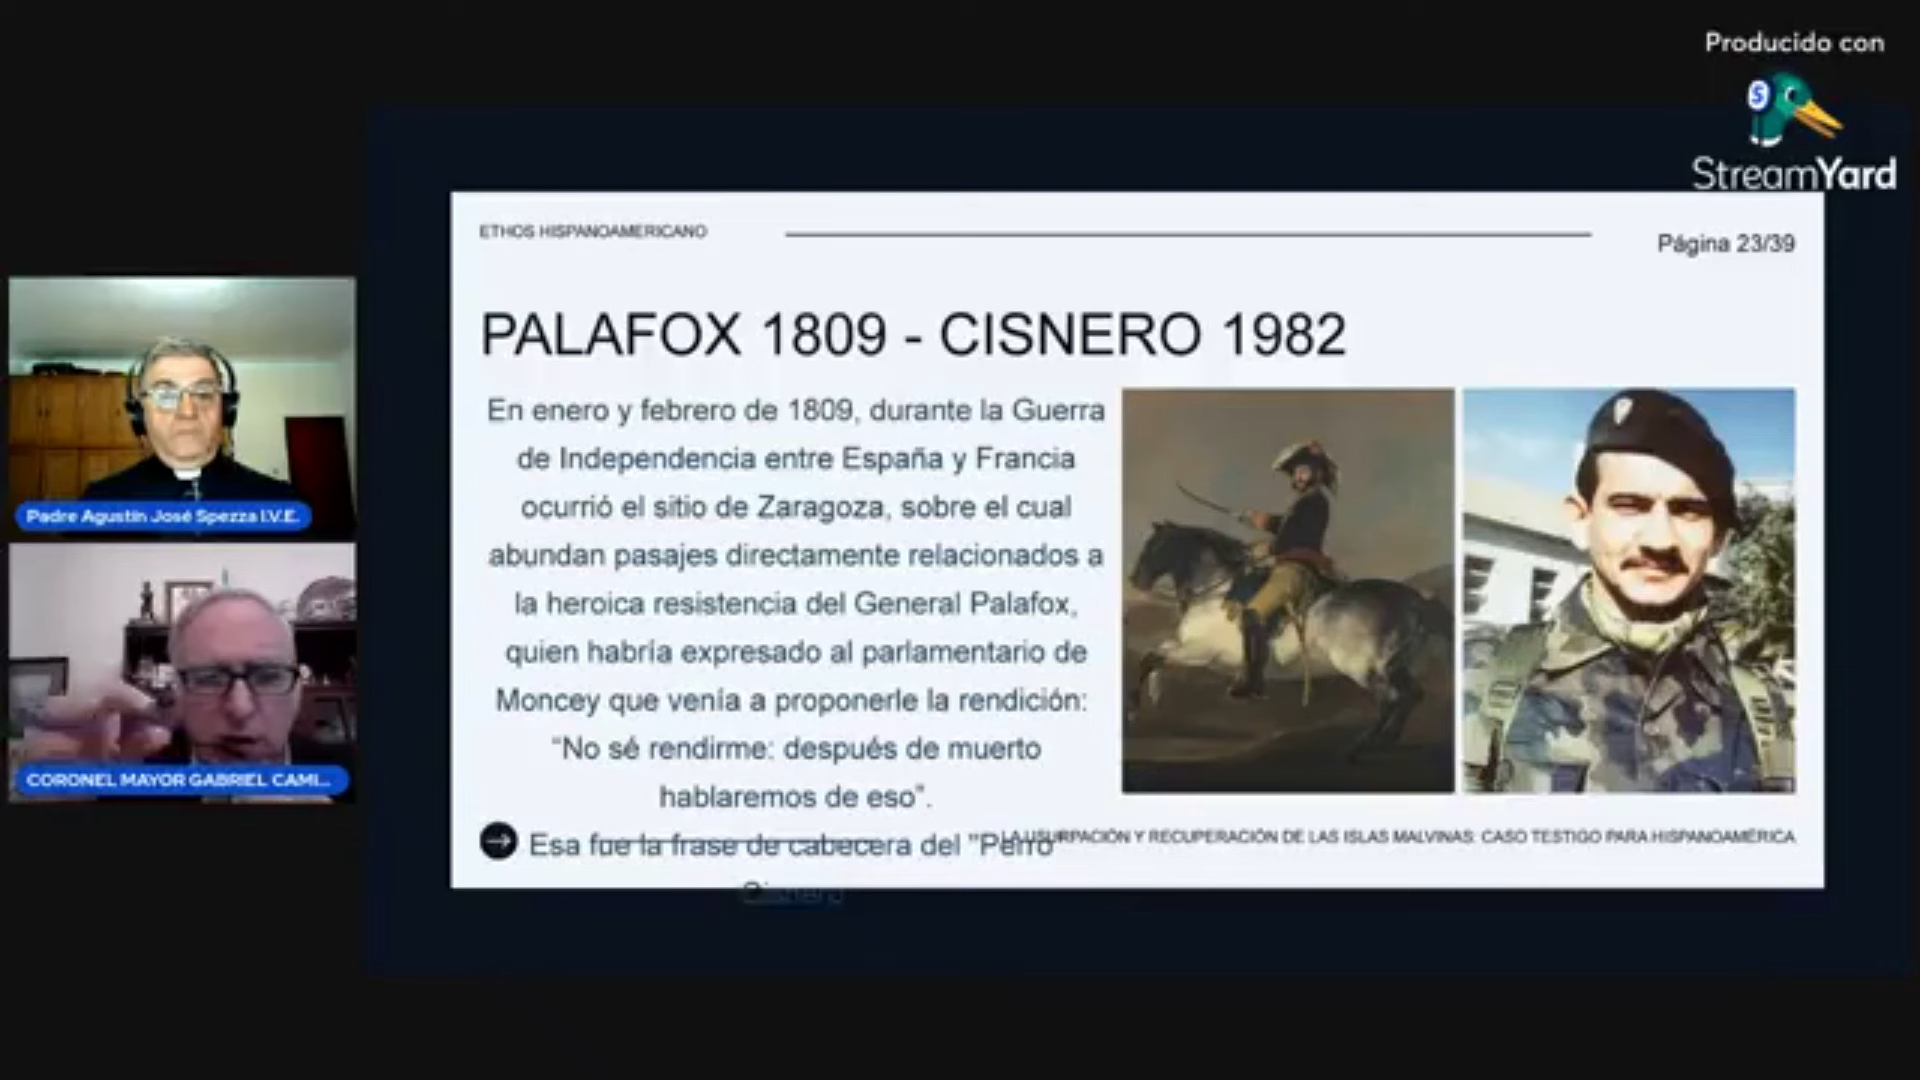 Producido con
StreamYard
ETHOS HISPANOAMERICANO
Página 23/39
PALAFOX 1809 - CISNERO 1982
En enero y febrero de 1809, durante la Guerra
de Independencia entre España y Francia
ocurrió el sitio de Zaragoza, sobre el cual
abundan pasajes directamente relacionados a
la heroica resistencia del General Palafox,
quien habría expresado al parlamentario de
Moncey que venía a proponerle la rendición:
“No sé rendirme: después de muerto
hablaremos de eso”.
Esa fue la frase de cabecera del "Perro"
Cisnero
LA USURPACIÓN Y RECUPERACIÓN DE LAS ISLAS MALVINAS: CASO TESTIGO PARA HISPANOAMÉRICA
Padre Agustín José Spezza I.V.E.
CORONEL MAYOR GABRIEL CAMI...